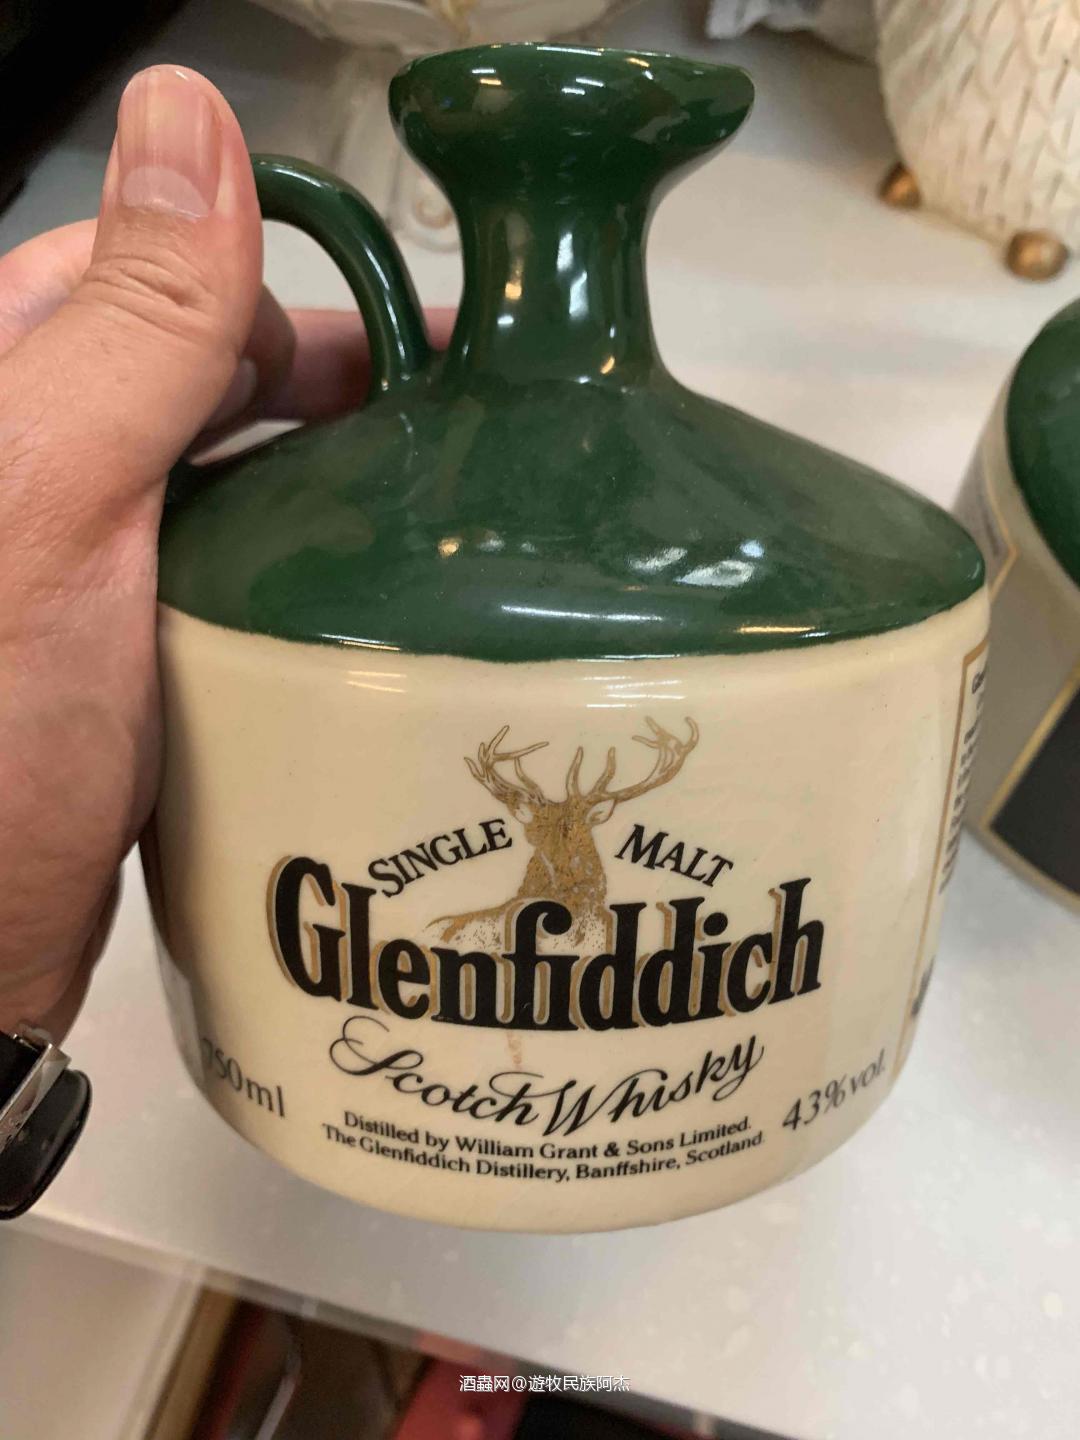 SINGLE MALT
Glenfiddich
Scotch Whisky
750ml
43% vol.
Distilled by William Grant & Sons Limited.
The Glenfiddich Distillery, Banffshire, Scotland.
酒蟲网@遊牧民族阿杰